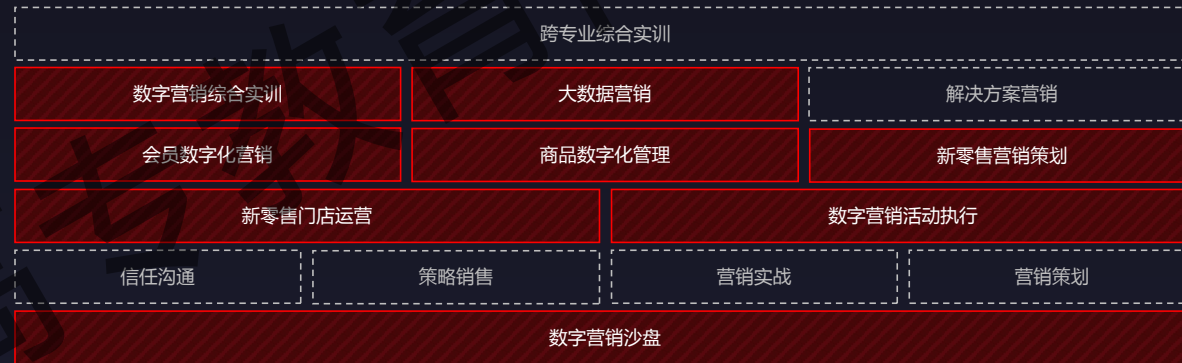 跨专业综合实训
数字营销综合实训 大数据营销 解决方案营销
会员数字化营销 商品数字化管理 新零售营销策划
新零售门店运营 数字营销活动执行
信任沟通 策略销售 营销实战 营销策划
数字营销沙盘
专教育